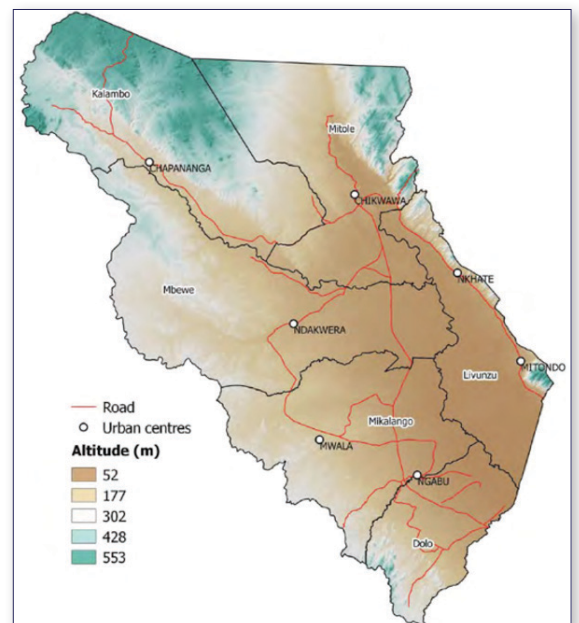 Kalambo
Mitole
CHAPANANGA
CHIKWAWA
NKHATE
Mbewe
NDAKWERA
MITONDO
Livunzu
Road
Urban centres
Mikalango
Altitude (m)
MWALA
52
NGABU
177
302
428
Dolo
553